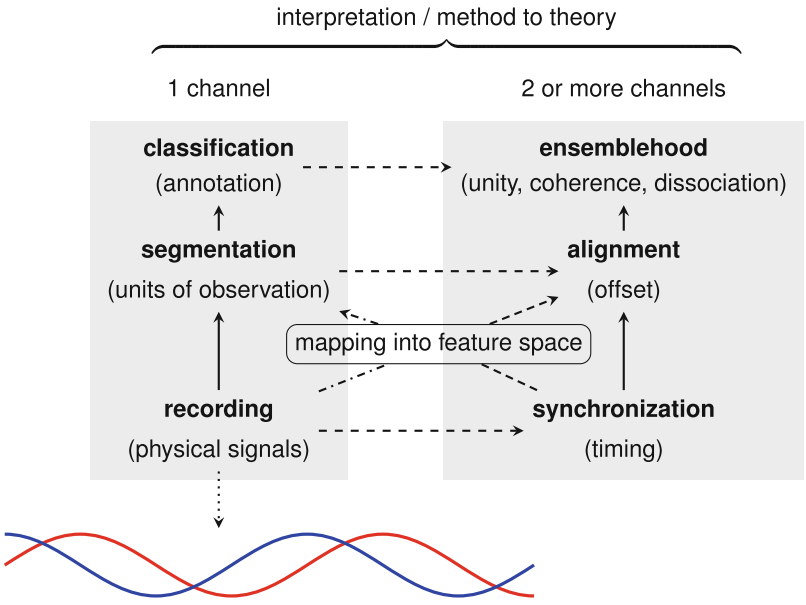 interpretation / method to theory
1 channel
2 or more channels
classification
(annotation)
ensemblehood
(unity, coherence, dissociation)
segmentation
(units of observation)
alignment
(offset)
mapping into feature space
recording
(physical signals)
synchronization
(timing)